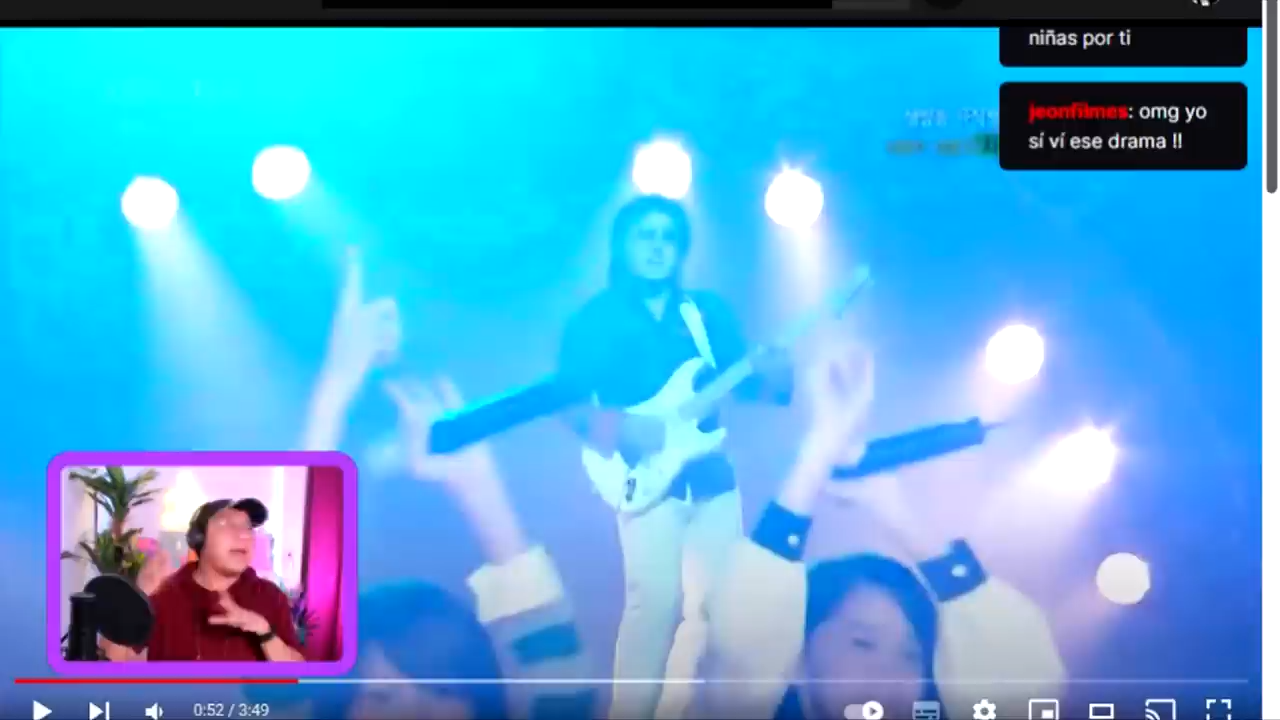 niñas por ti
jeonfilmes: omg yo
sí ví ese drama !!
0:52 / 3:49